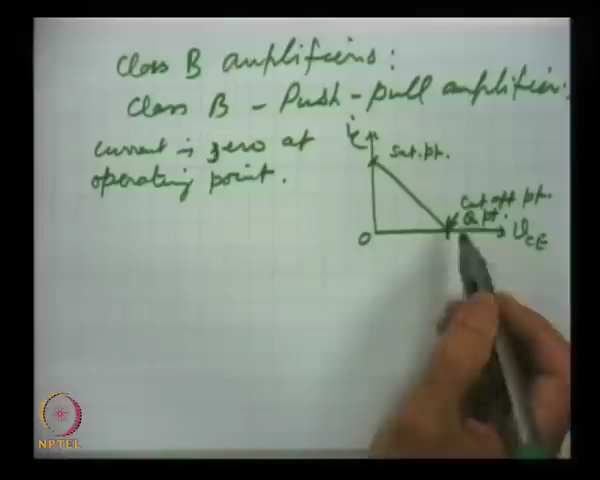 Class B amplifiers:
Class B - Push-pull amplifier:
current is zero at
operating point.
ic
sat. pt.
cut off pt.
Q pt.
0
VCE
NPTEL